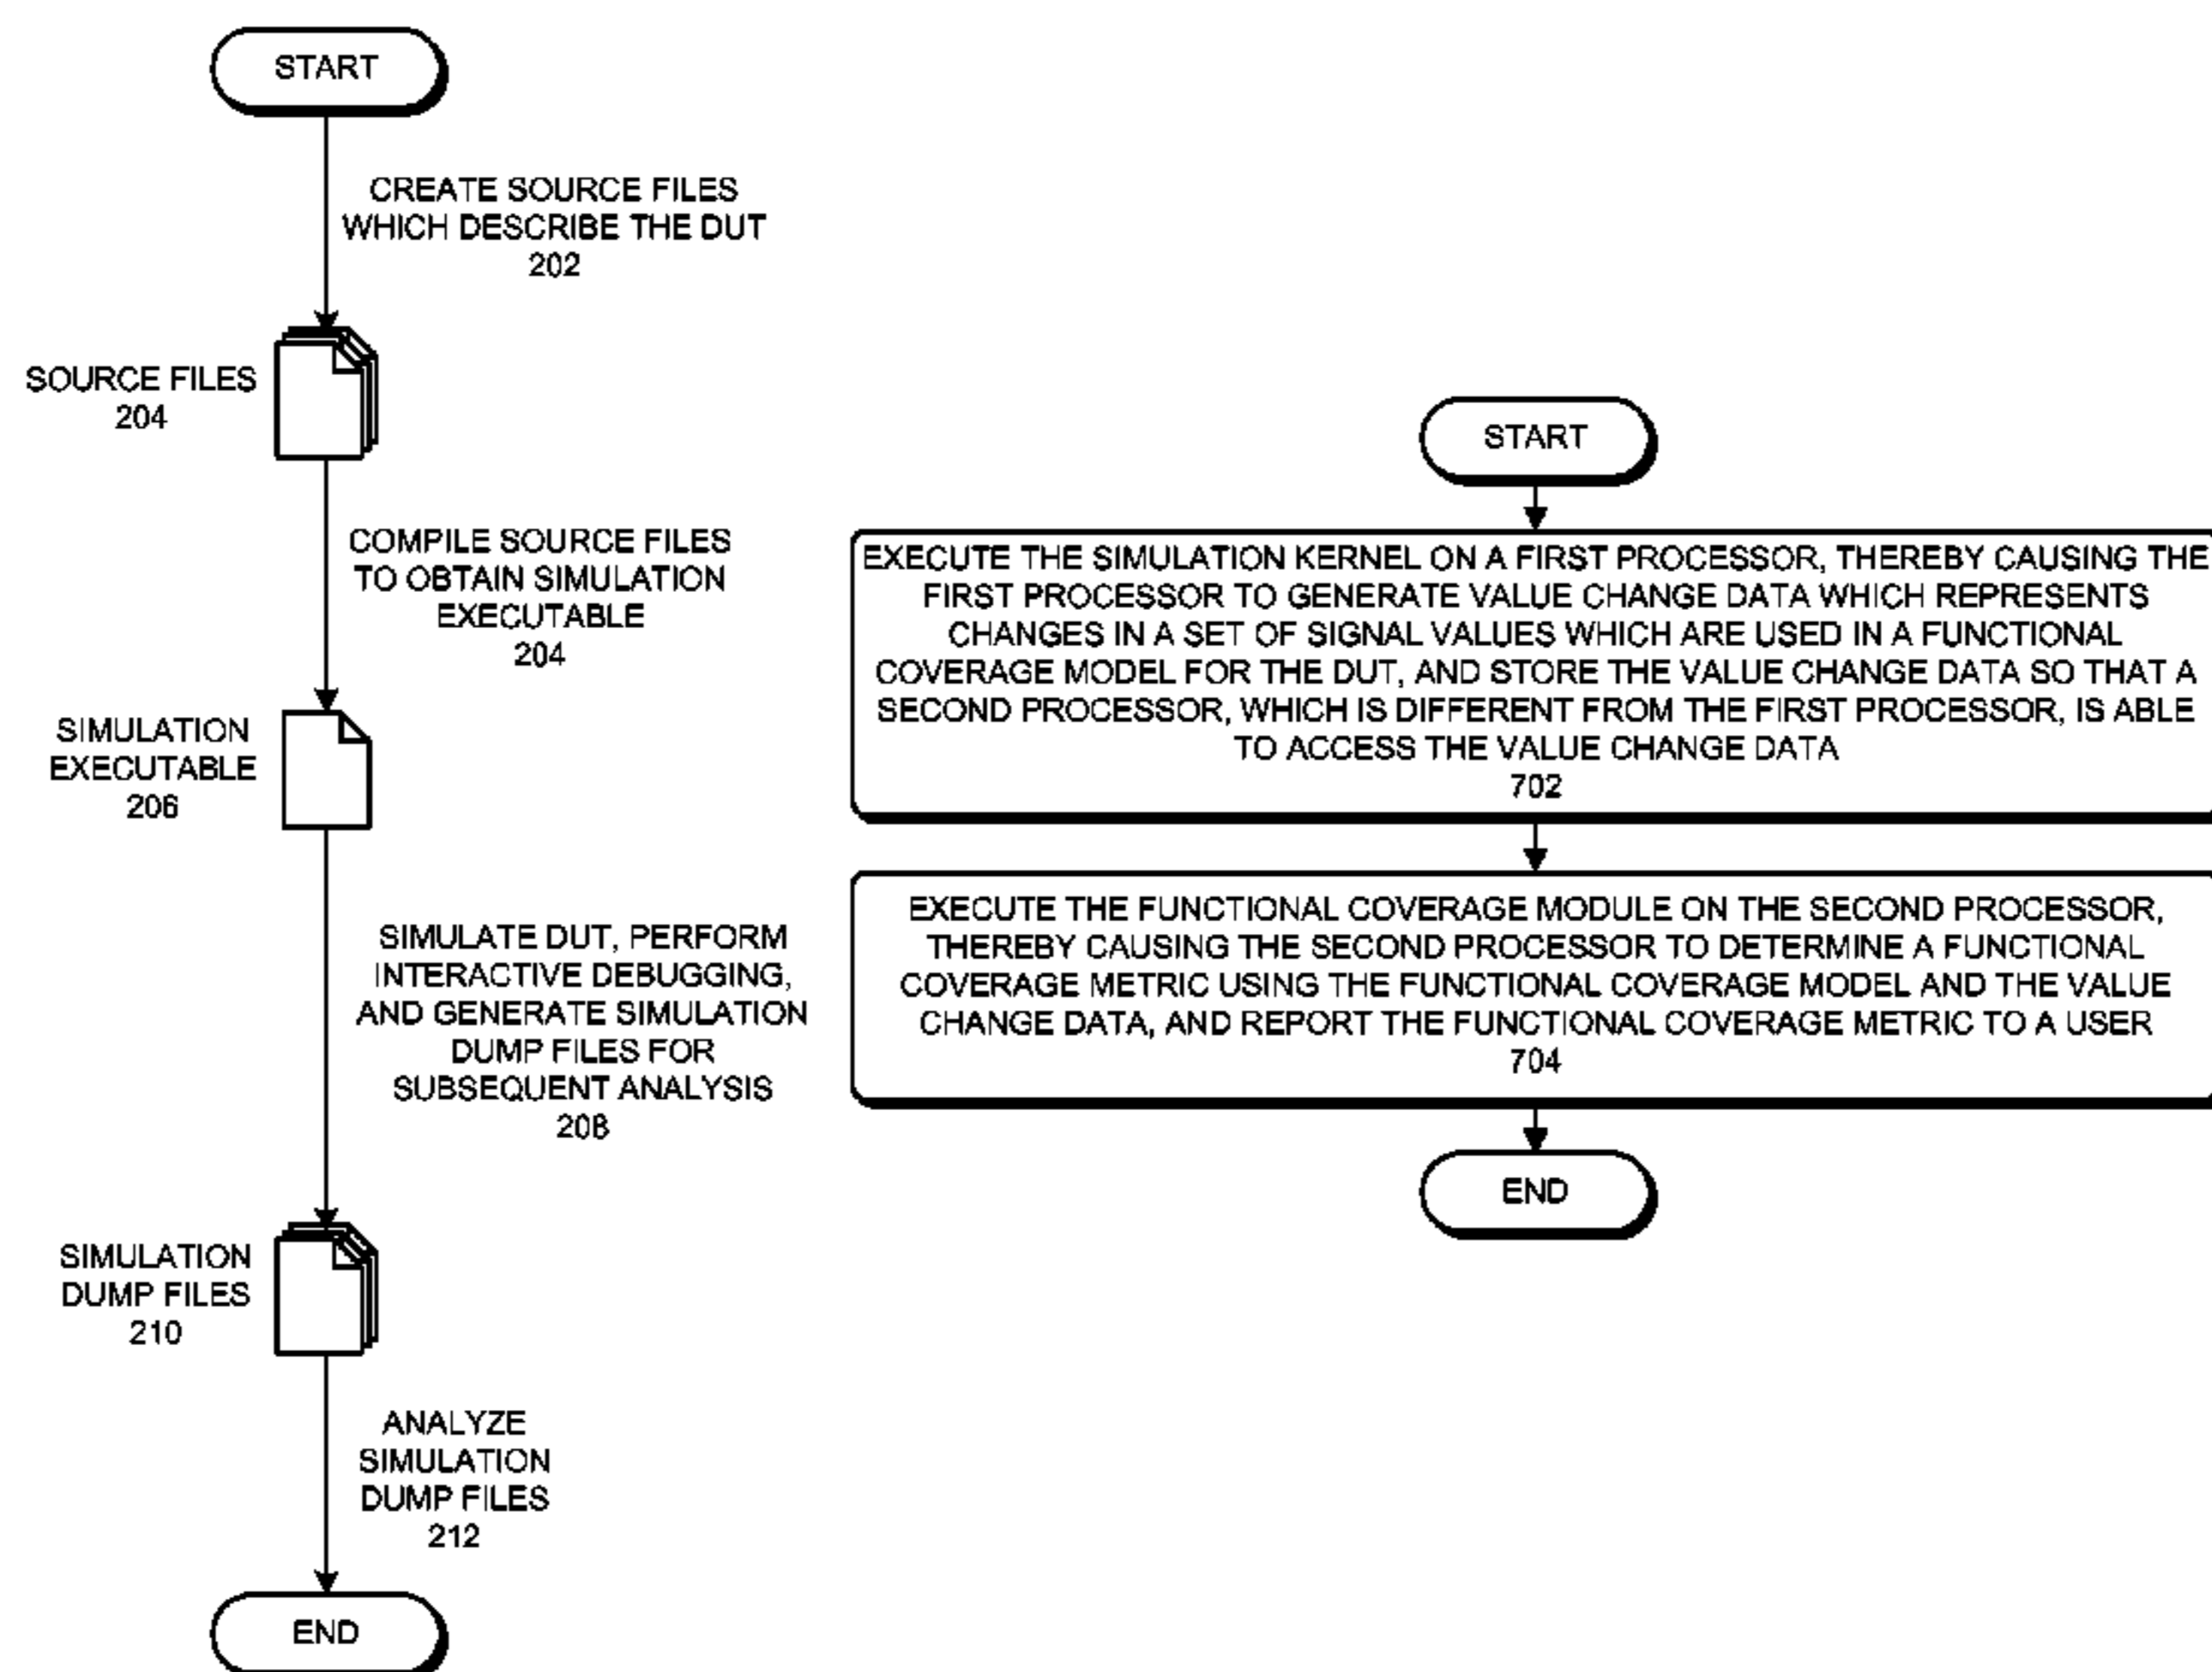 START
CREATE SOURCE FILES
WHICH DESCRIBE THE DUT
202
SOURCE FILES
204
COMPILE SOURCE FILES
TO OBTAIN SIMULATION
EXECUTABLE
204
SIMULATION
EXECUTABLE
206
SIMULATE DUT, PERFORM
INTERACTIVE DEBUGGING,
AND GENERATE SIMULATION
DUMP FILES FOR
SUBSEQUENT ANALYSIS
208
SIMULATION
DUMP FILES
210
ANALYZE
SIMULATION
DUMP FILES
212
END
START
EXECUTE THE SIMULATION KERNEL ON A FIRST PROCESSOR, THEREBY CAUSING THE
FIRST PROCESSOR TO GENERATE VALUE CHANGE DATA WHICH REPRESENTS
CHANGES IN A SET OF SIGNAL VALUES WHICH ARE USED IN A FUNCTIONAL
COVERAGE MODEL FOR THE DUT, AND STORE THE VALUE CHANGE DATA SO THAT A
SECOND PROCESSOR, WHICH IS DIFFERENT FROM THE FIRST PROCESSOR, IS ABLE
TO ACCESS THE VALUE CHANGE DATA
702
EXECUTE THE FUNCTIONAL COVERAGE MODULE ON THE SECOND PROCESSOR,
THEREBY CAUSING THE SECOND PROCESSOR TO DETERMINE A FUNCTIONAL
COVERAGE METRIC USING THE FUNCTIONAL COVERAGE MODEL AND THE VALUE
CHANGE DATA, AND REPORT THE FUNCTIONAL COVERAGE METRIC TO A USER
704
END